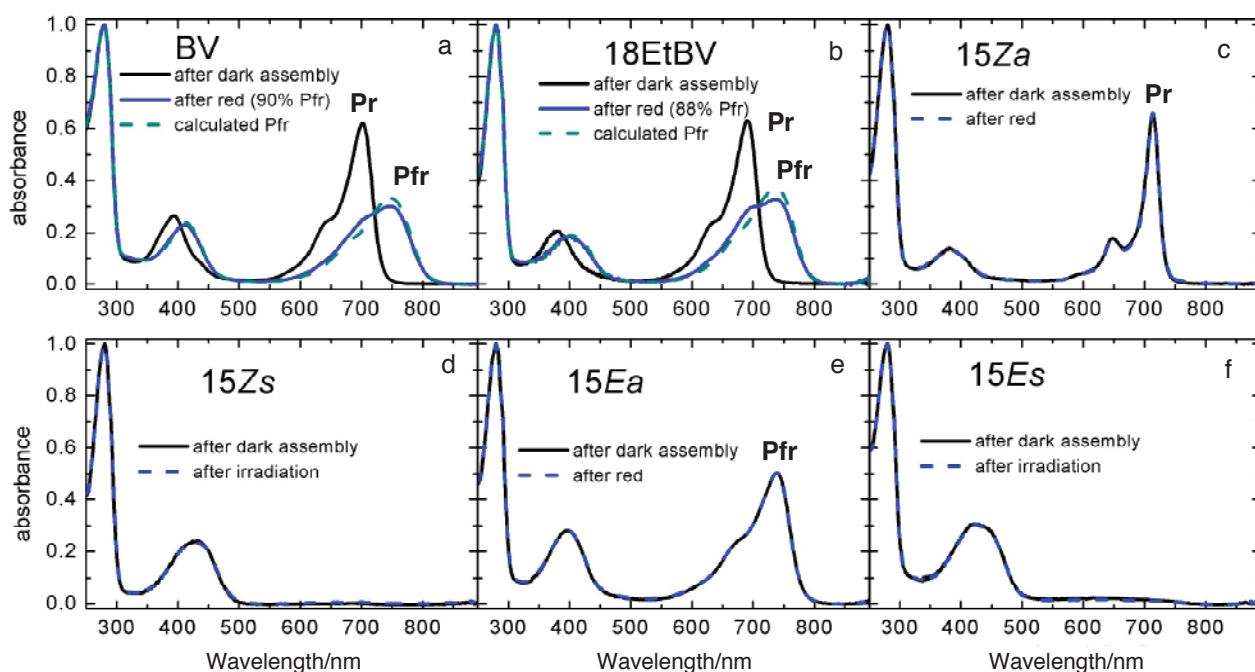 BV
a
after dark assembly
after red (90% Pfr)
calculated Pfr
Pr
Pfr
18EtBV
b
after dark assembly
after red (88% Pfr)
calculated Pfr
Pr
Pfr
15Za
c
after dark assembly
after red
Pr
absorbance
1.0
0.8
0.6
0.4
0.2
0.0
300 400 500 600 700 800
300 400 500 600 700 800
300 400 500 600 700 800
15Zs
d
after dark assembly
after irradiation
15Ea
e
after dark assembly
after red
Pfr
15Es
f
after dark assembly
after irradiation
absorbance
1.0
0.8
0.6
0.4
0.2
0.0
300 400 500 600 700 800
300 400 500 600 700 800
300 400 500 600 700 800
Wavelength/nm
Wavelength/nm
Wavelength/nm